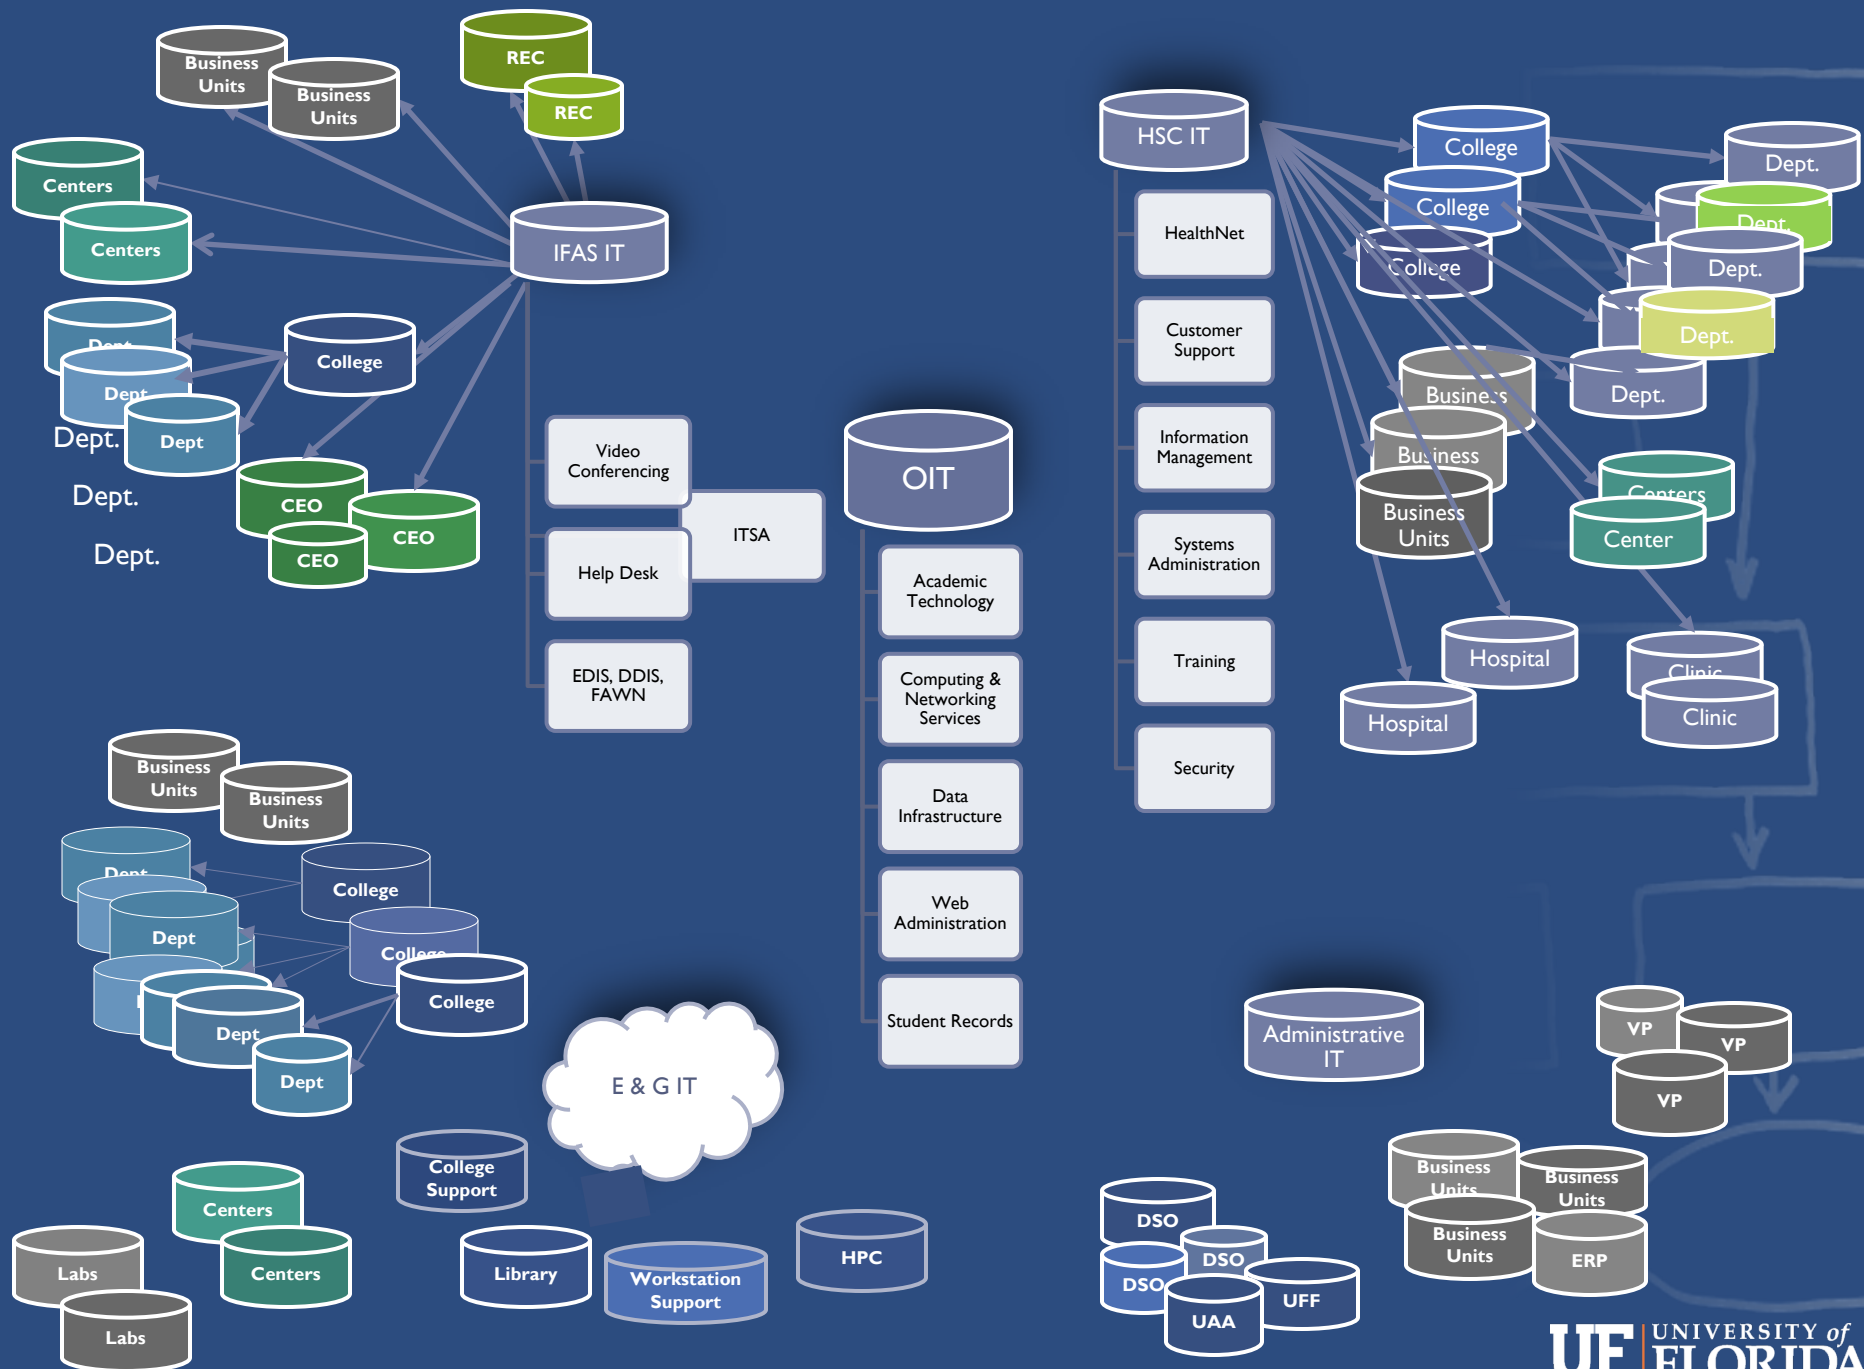 Business
Units
Business
Units
REC
REC
Centers
Centers
IFAS IT
Dept
Dept
Dept
College
Dept.
Dept.
Dept.
CEO
CEO
CEO
Video
Conferencing
Help Desk
EDIS, DDIS,
FAWN
ITSA
OIT
Academic
Technology
Computing &
Networking
Services
Data
Infrastructure
Web
Administration
Student Records
HSC IT
HealthNet
Customer
Support
Information
Management
Systems
Administration
Training
Security
College
College
College
Dept.
Dept.
Dept.
Dept.
Dept.
Business
Business
Business
Units
Centers
Center
Hospital
Hospital
Clinic
Clinic
Business
Units
Business
Units
Dept
Dept
Dept
Dept
College
College
College
E & G IT
College
Support
Centers
Centers
Labs
Labs
Library
Workstation
Support
HPC
Administrative
IT
VP
VP
VP
Business
Units
Business
Units
Business
Units
ERP
DSO
DSO
DSO
UAA
UFF
UF UNIVERSITY of
FLORIDA